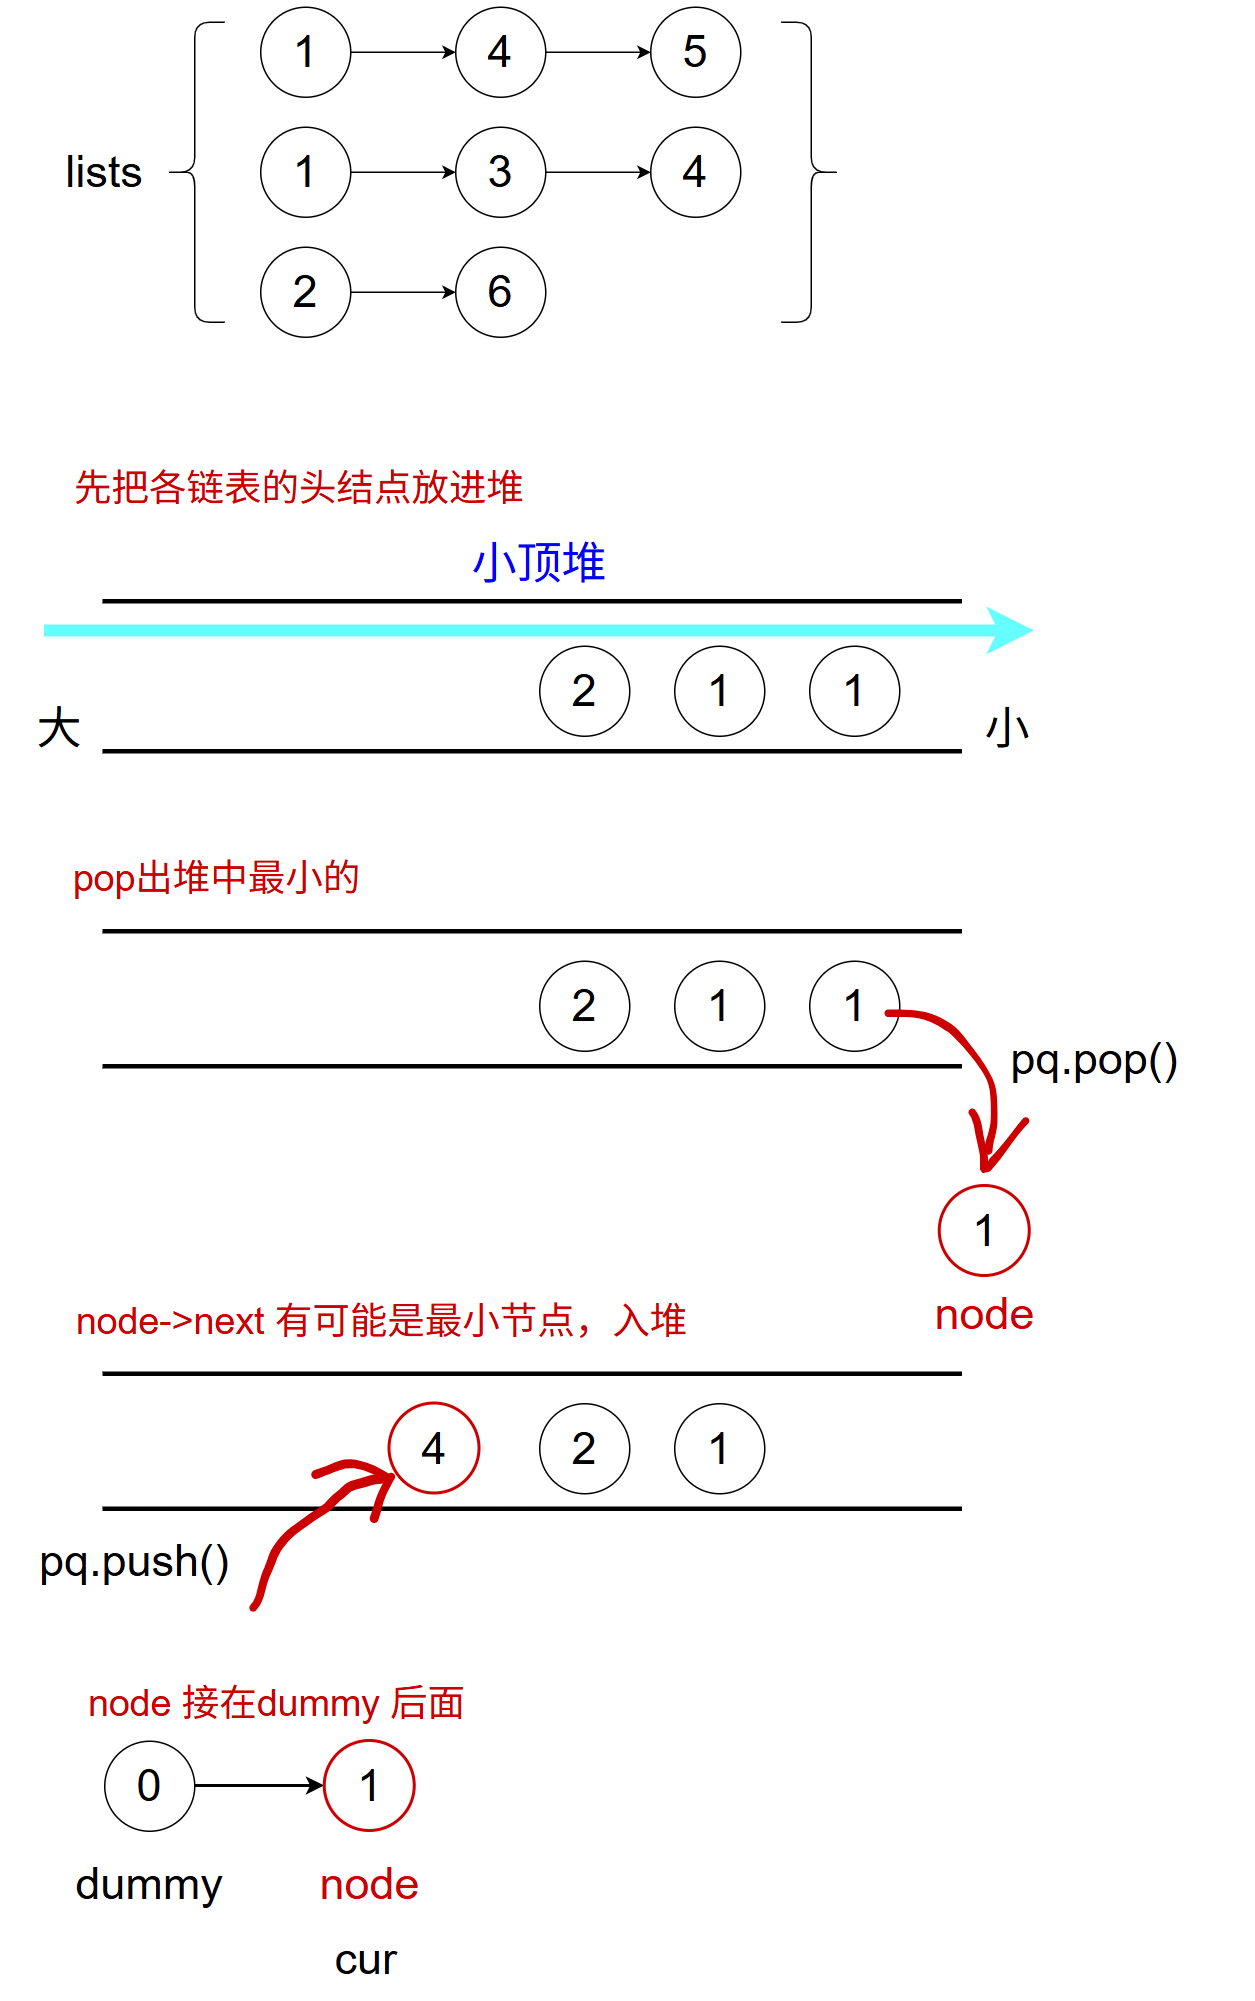 1 4 5
lists
1 3 4
2 6
先把各链表的头结点放进堆
小顶堆
2 1 1
大
小
pop出堆中最小的
2 1 1
pq.pop()
1
node
node->next 有可能是最小节点，入堆
4 2 1
pq.push()
node 接在dummy 后面
0 1
dummy node
cur